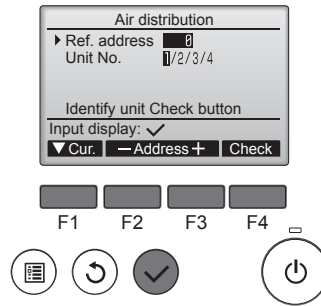 Air distribution
Ref. address 0
Unit No. 1/2/3/4
Identify unit Check button
Input display: ✓
▼ Cur. — Address + Check
F1 F2 F3 F4